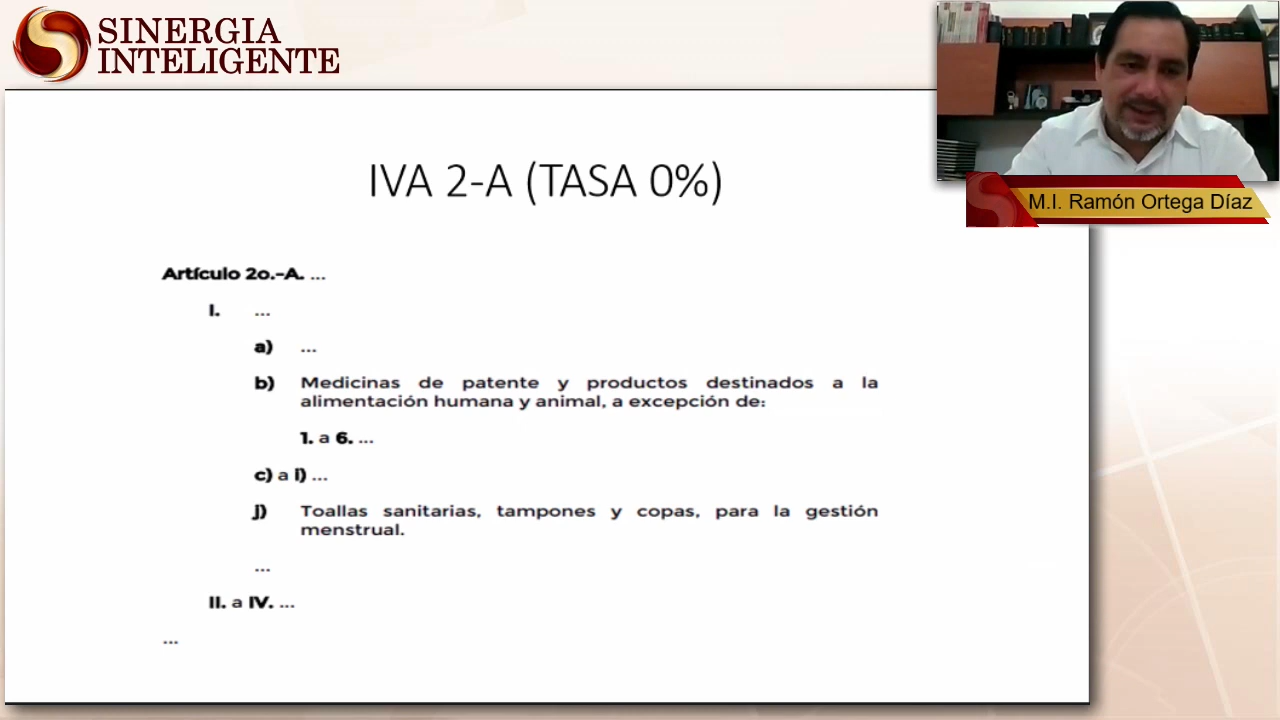 SINERGIA
INTELIGENTE
M.I. Ramón Ortega Díaz
IVA 2-A (TASA 0%)
Artículo 2o.-A. ...
I. ...
a) ...
b) Medicinas de patente y productos destinados a la
alimentación humana y animal, a excepción de:
1. a 6. ...
c) a i) ...
j) Toallas sanitarias, tampones y copas, para la gestión
menstrual.
...
II. a IV. ...
...